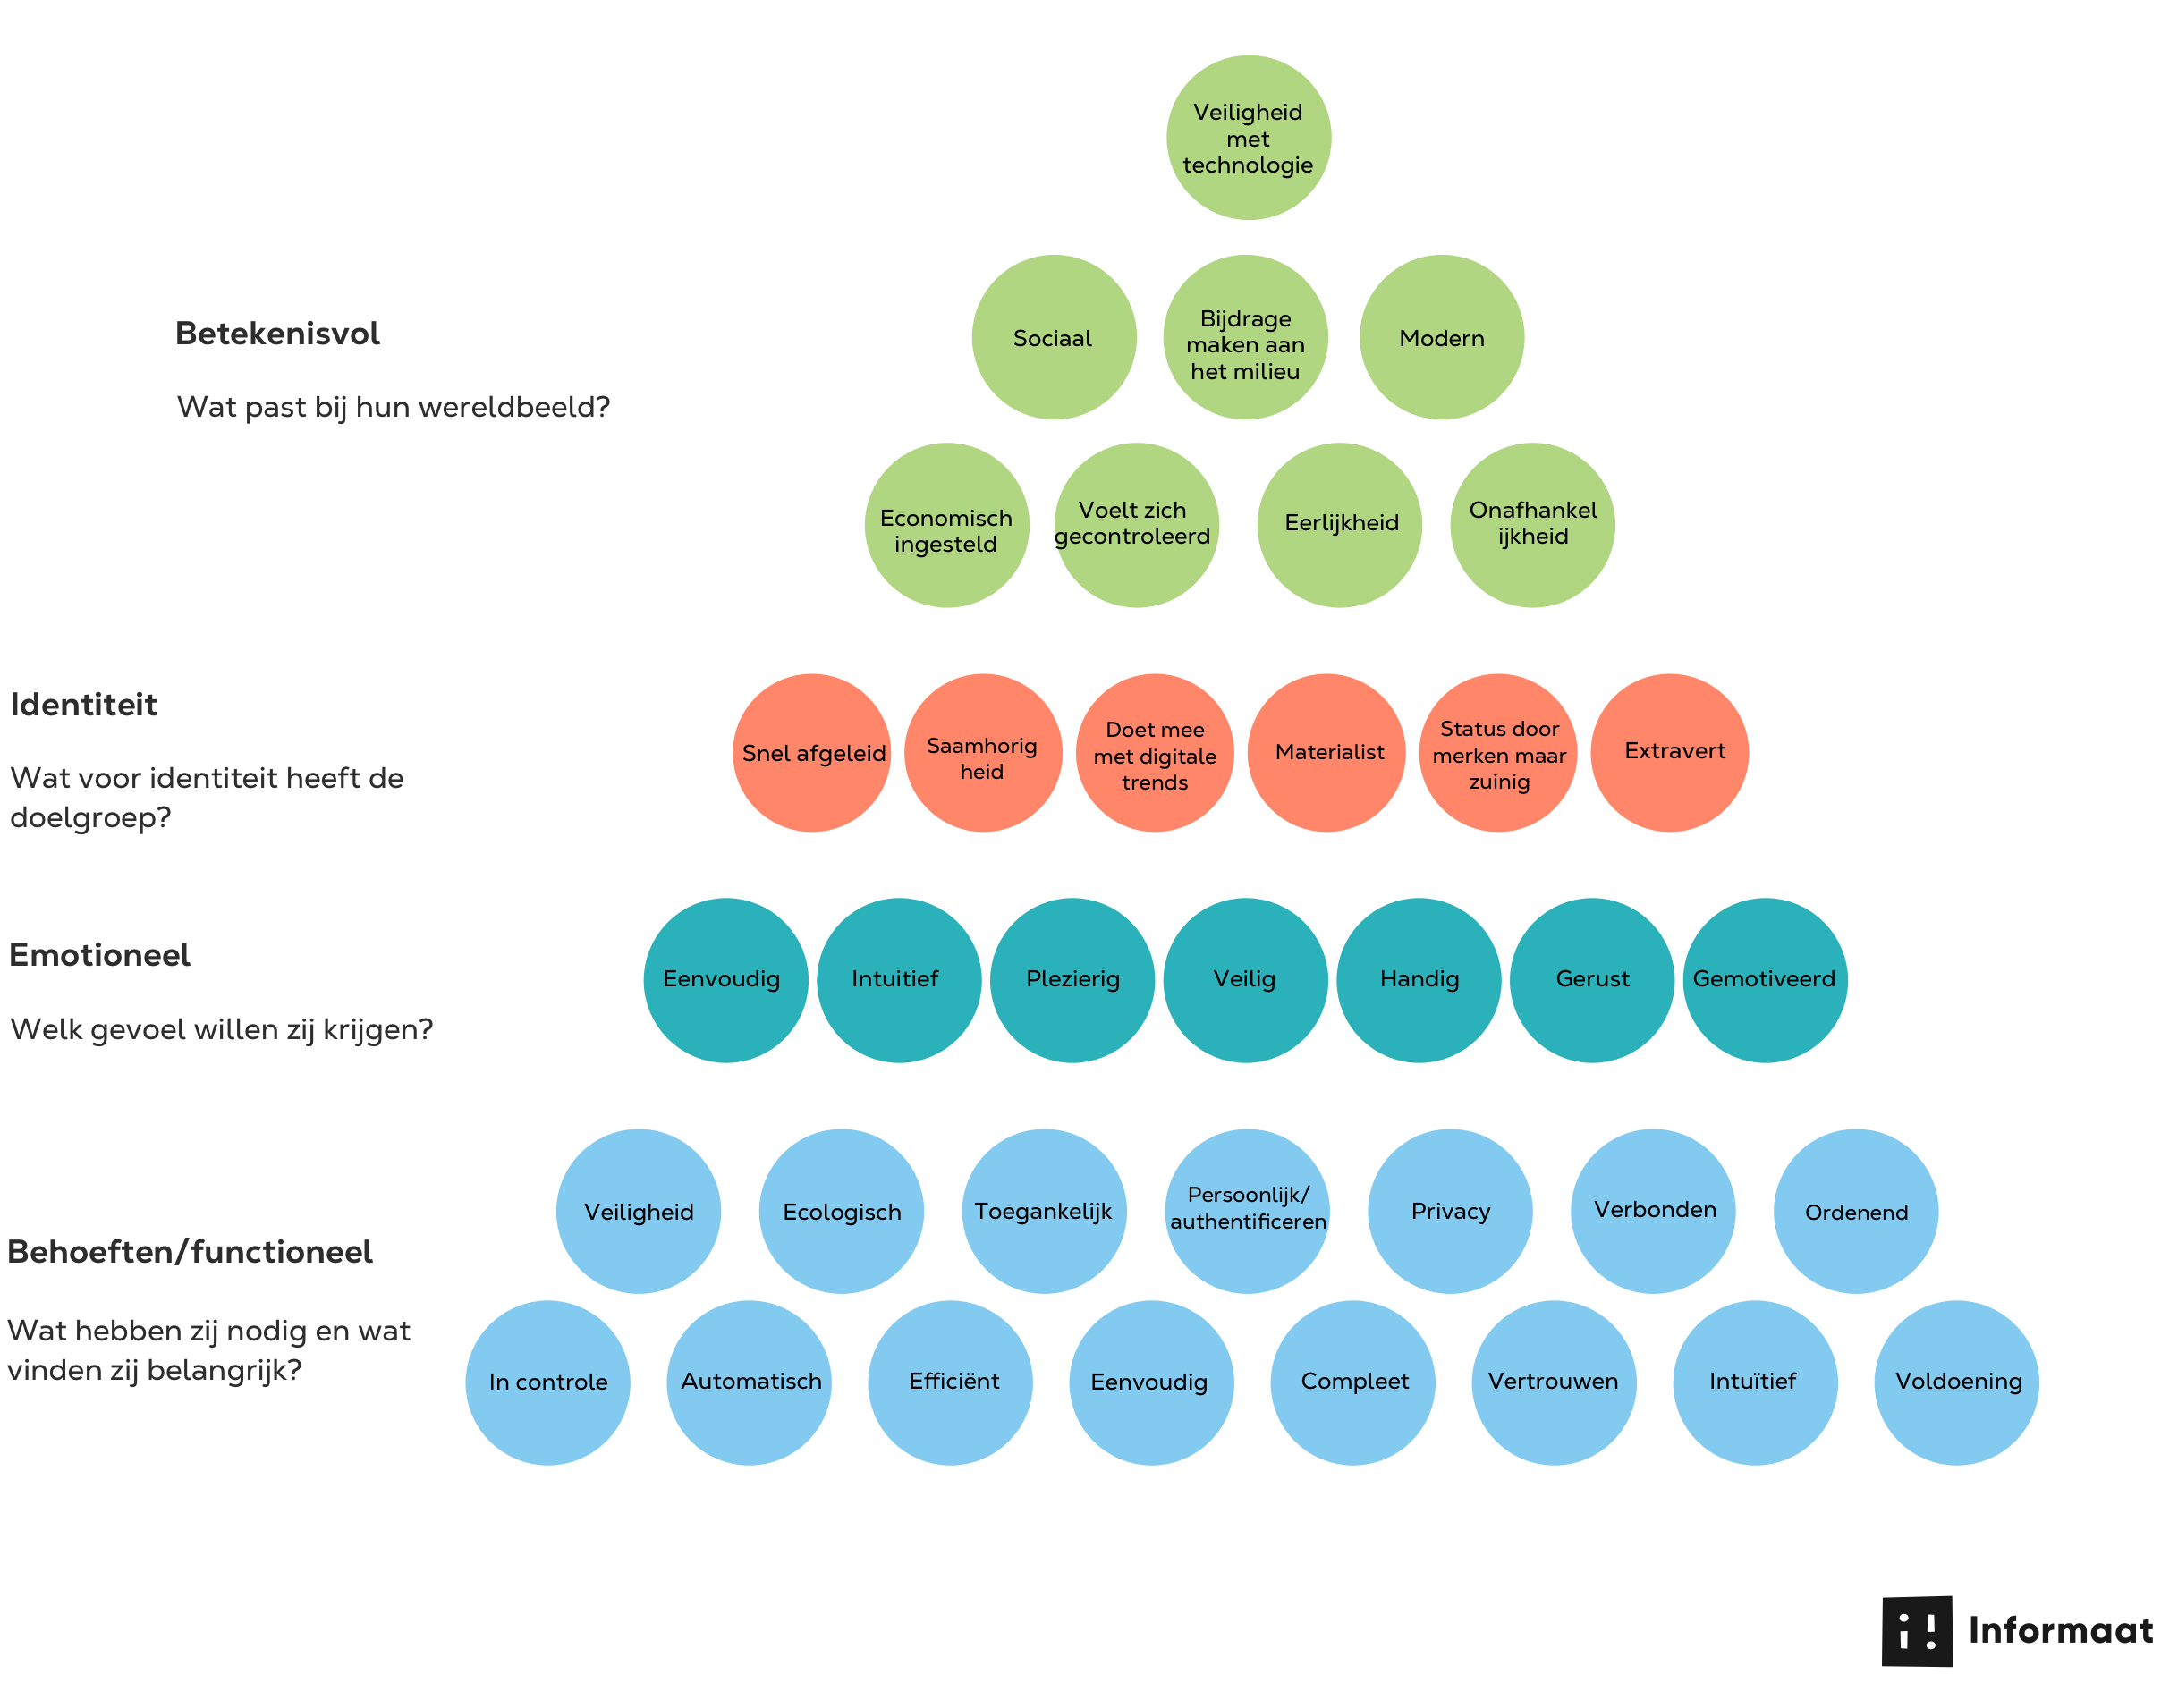 Veiligheid
met
technologie
Betekenisvol
Wat past bij hun wereldbeeld?
Sociaal
Bijdrage
maken aan
het milieu
Modern
Economisch
ingesteld
Voelt zich
gecontroleerd
Eerlijkheid
Onafhankel
ijkheid
Identiteit
Wat voor identiteit heeft de
doelgroep?
Snel afgeleid
Saamhorig
heid
Doet mee
met digitale
trends
Materialist
Status door
merken maar
zuinig
Extravert
Emotioneel
Welk gevoel willen zij krijgen?
Eenvoudig
Intuitief
Plezierig
Veilig
Handig
Gerust
Gemotiveerd
Behoeften/functioneel
Wat hebben zij nodig en wat
vinden zij belangrijk?
Veiligheid
Ecologisch
Toegankelijk
Persoonlijk/
authentificeren
Privacy
Verbonden
Ordenend
In controle
Automatisch
Efficiënt
Eenvoudig
Compleet
Vertrouwen
Intuïtief
Voldoening
Informaat